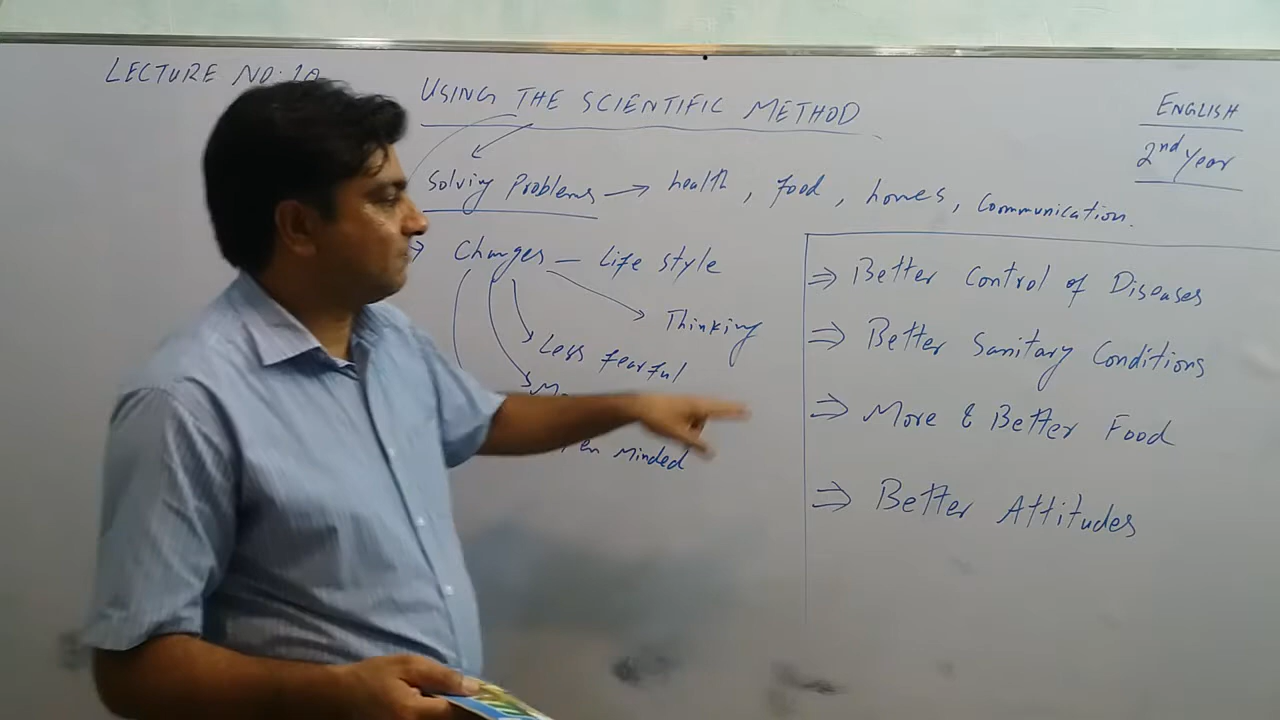 LECTURE NO: 10
USING THE SCIENTIFIC METHOD
ENGLISH
2nd Year
Solving Problems → health, food, homes, Communication.
Changes – Life style
Thinking
Less fearful
Minded
⇒ Better Control of Diseases
⇒ Better Sanitary Conditions
⇒ More & Better Food
⇒ Better Attitudes